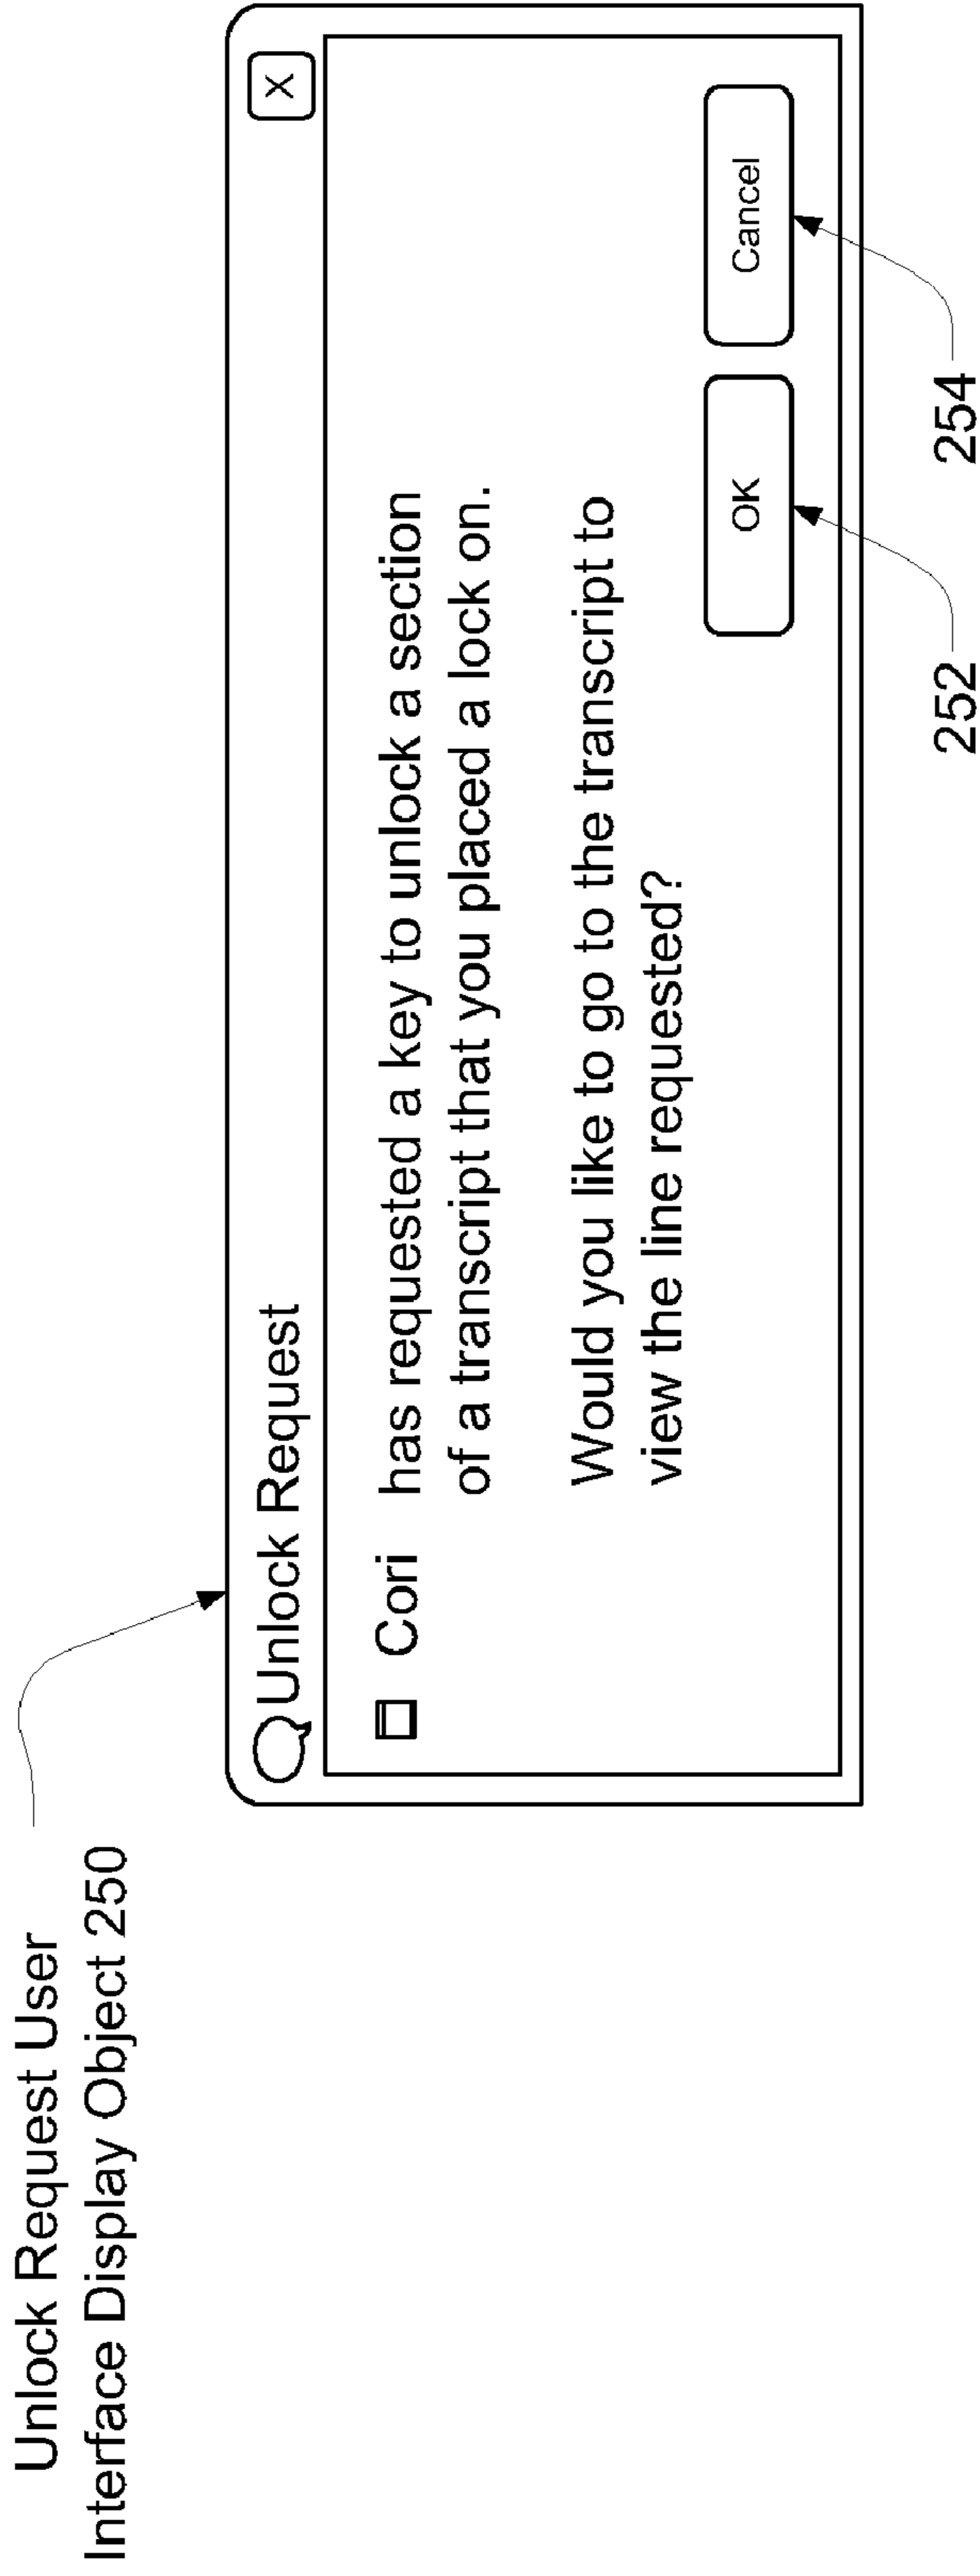 Unlock Request User
Interface Display Object 250
Unlock Request
X
Cori has requested a key to unlock a section
of a transcript that you placed a lock on.
Would you like to go to the transcript to
view the line requested?
OK
Cancel
252
254